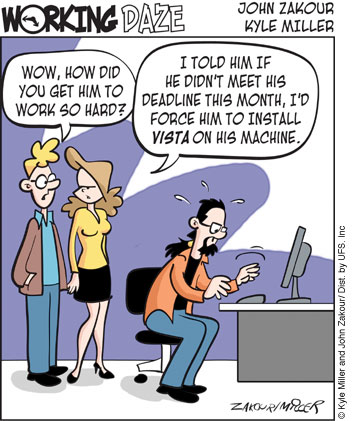 WORKING DAZE
JOHN ZAKOUR
KYLE MILLER
WOW, HOW DID
YOU GET HIM TO
WORK SO HARD?
I TOLD HIM IF
HE DIDN'T MEET HIS
DEADLINE THIS MONTH, I'D
FORCE HIM TO INSTALL
VISTA ON HIS MACHINE.
ZAKOUR/MILLER
© Kyle Miller and John Zakour/ Dist. by UFS, Inc